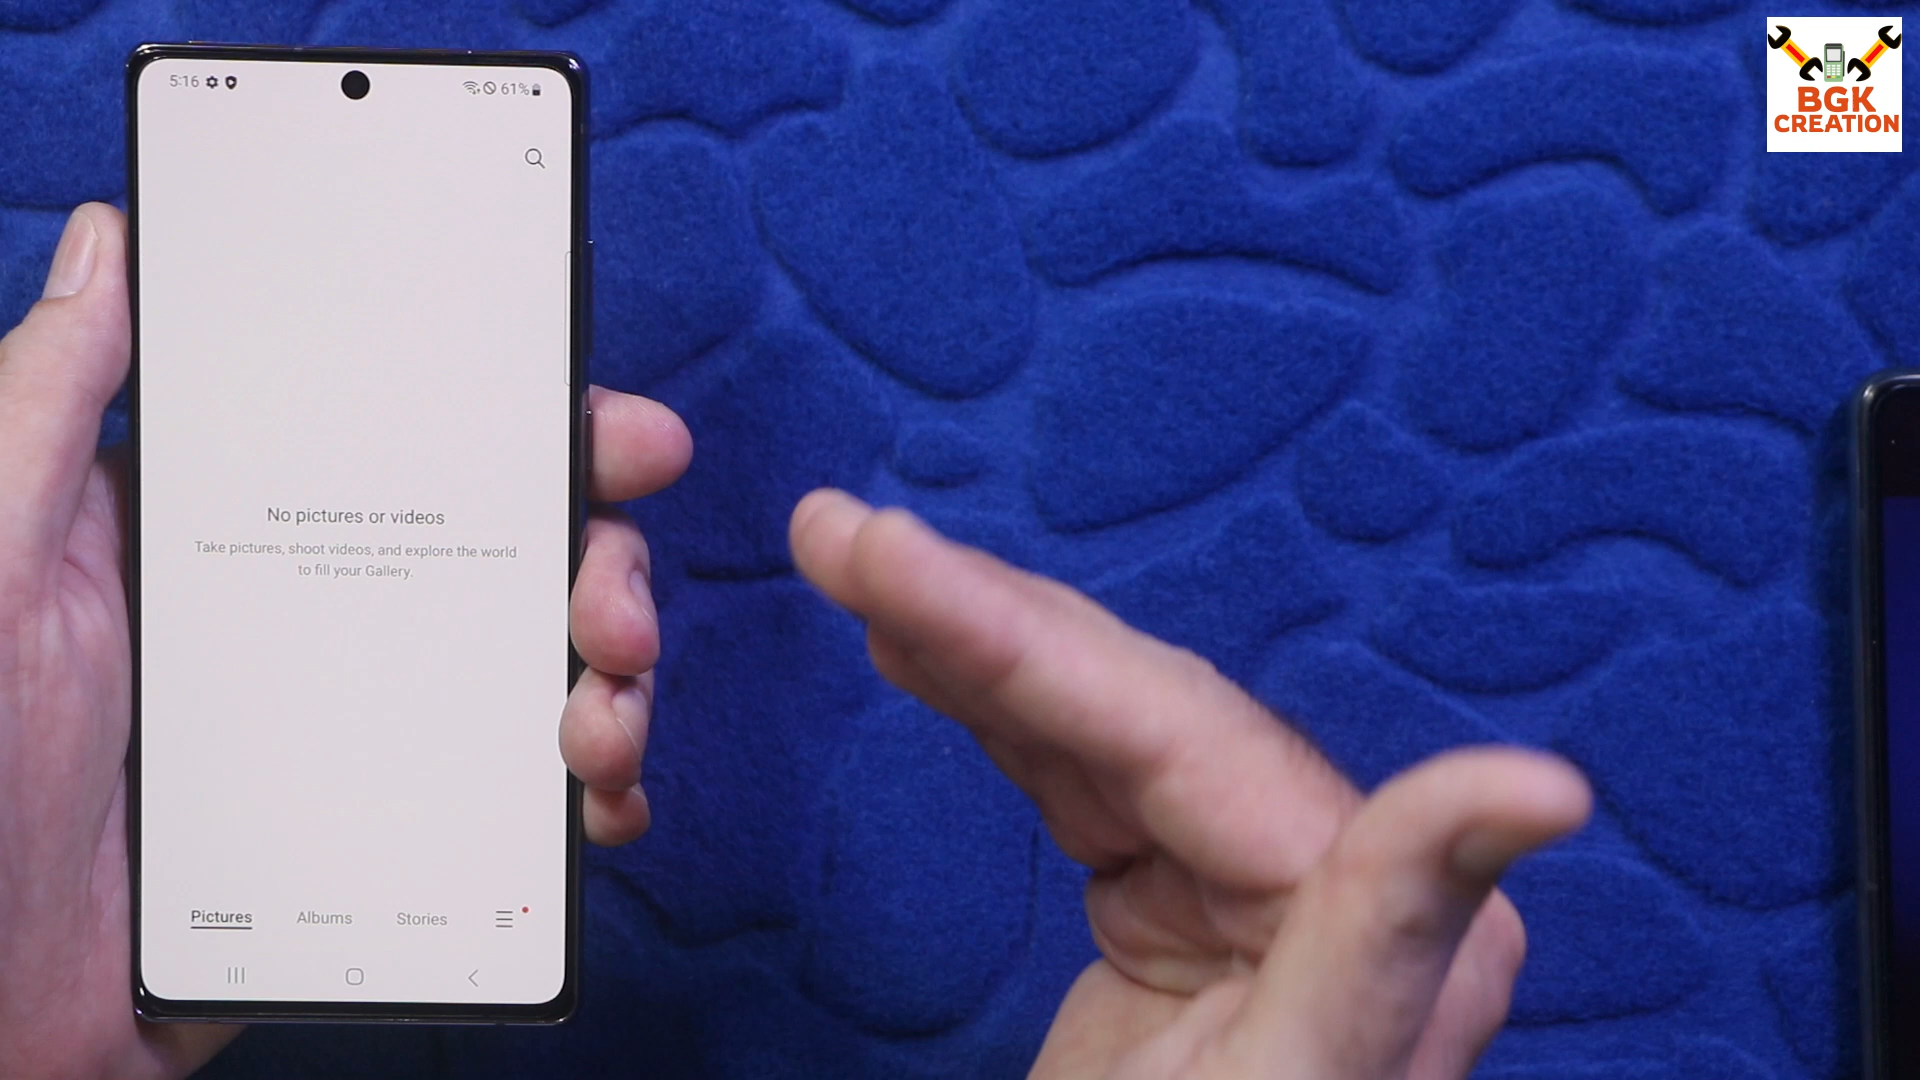 5:16
61%
No pictures or videos
Take pictures, shoot videos, and explore the world
to fill your Gallery.
Pictures Albums Stories
BGK
CREATION